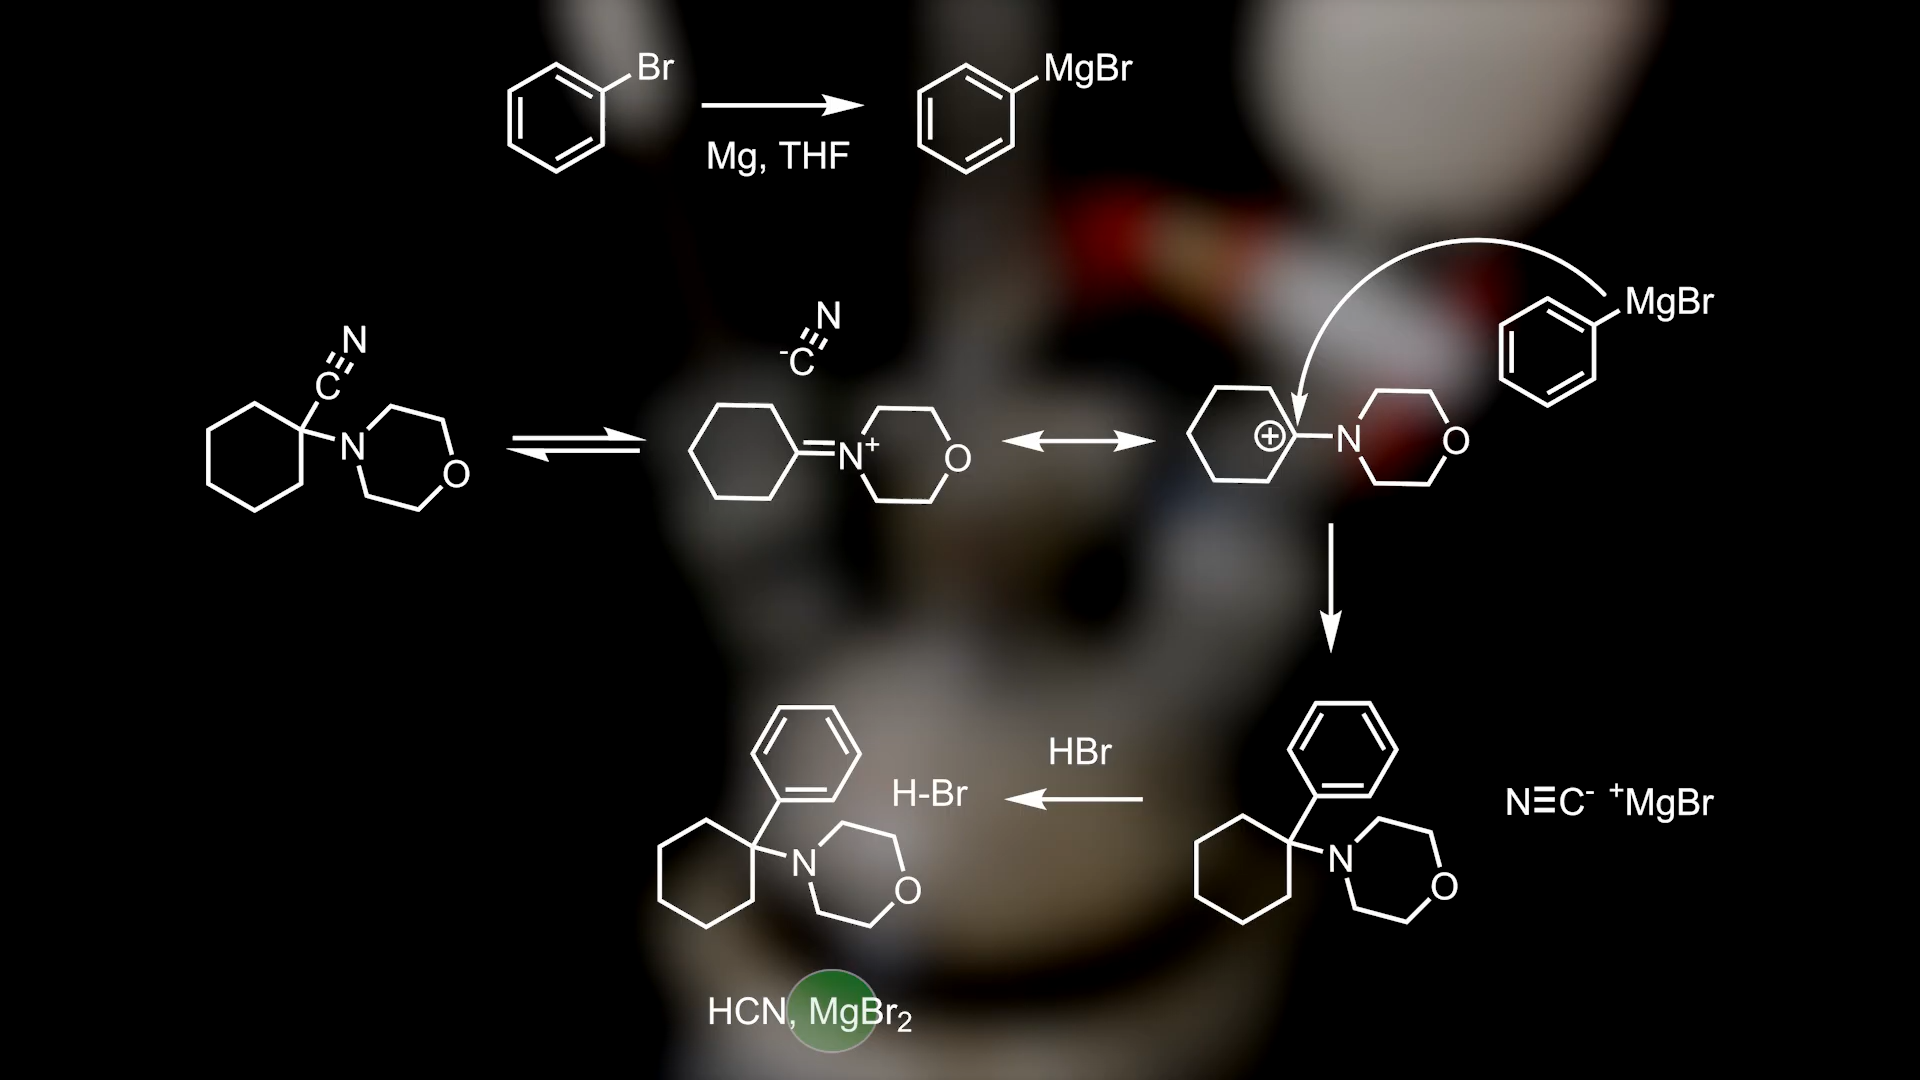 Br
MgBr
Mg, THF
N
C
N
O
N
-C
N+
O
MgBr
+
N
O
HBr
H-Br
N
O
N
O
N≡C- +MgBr
HCN, MgBr2